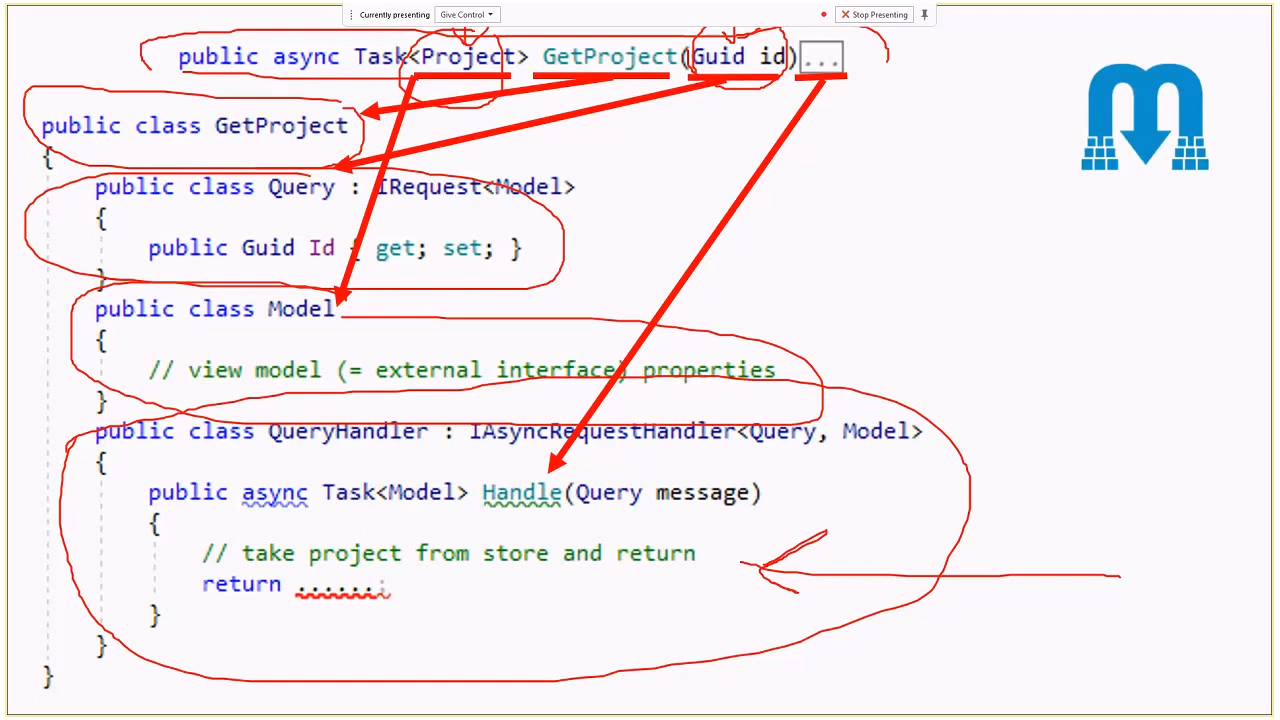 Currently presenting Give Control Stop Presenting
public async Task<Project> GetProject(Guid id)...
public class GetProject
{
public class Query : IRequest<Model>
{
public Guid Id { get; set; }
}
public class Model
{
// view model (= external interface) properties
}
public class QueryHandler : IAsyncRequestHandler<Query, Model>
{
public async Task<Model> Handle(Query message)
{
// take project from store and return
return .......;
}
}
}